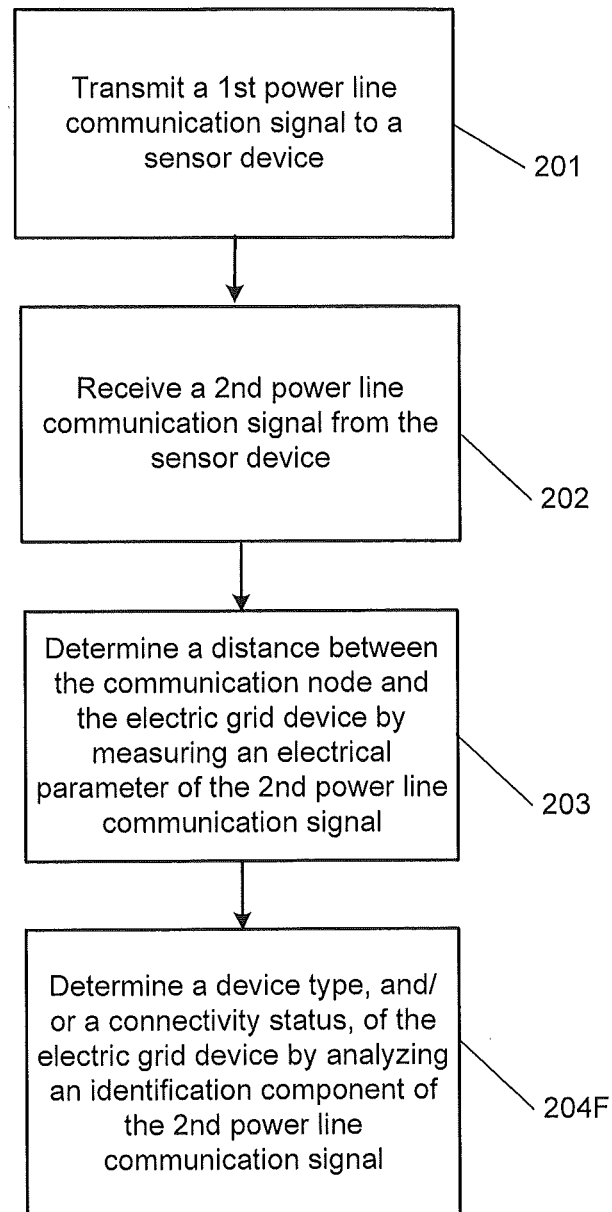 Transmit a 1st power line
communication signal to a
sensor device
201
Receive a 2nd power line
communication signal from the
sensor device
202
Determine a distance between
the communication node and
the electric grid device by
measuring an electrical
parameter of the 2nd power line
communication signal
203
Determine a device type, and/
or a connectivity status, of the
electric grid device by analyzing
an identification component of
the 2nd power line
communication signal
204F